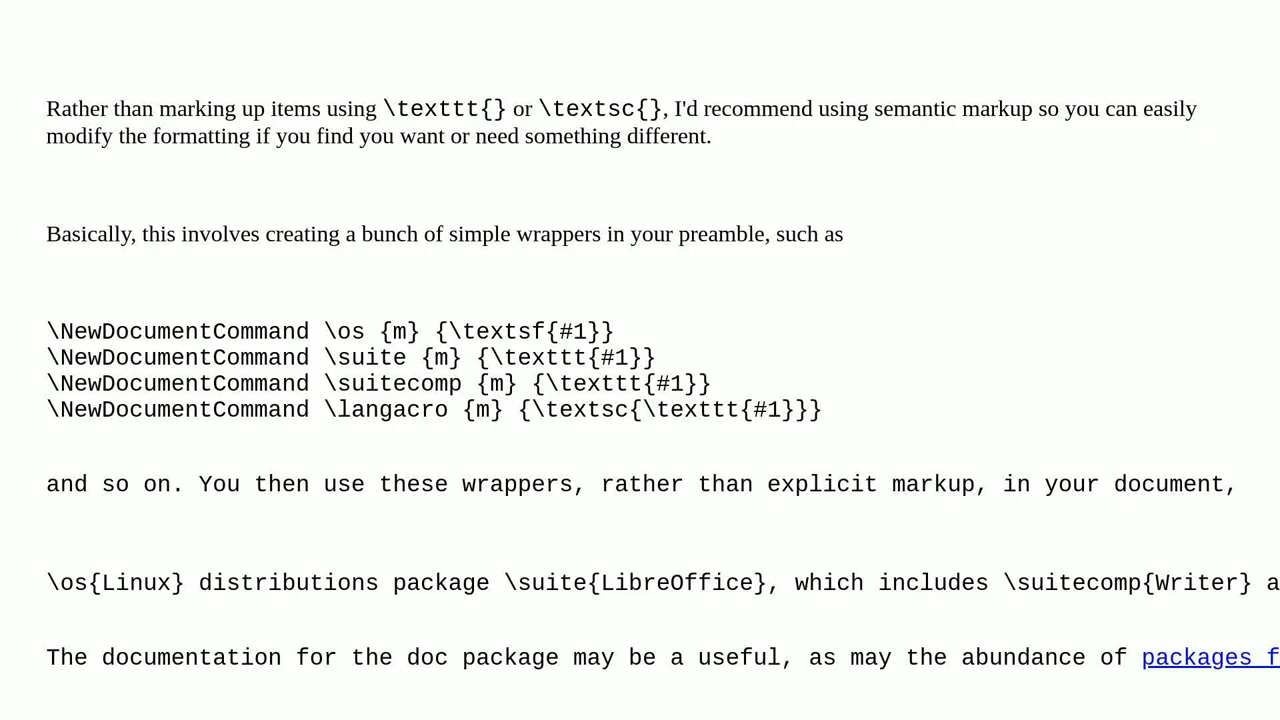 Rather than marking up items using \texttt{} or \textsc{}, I'd recommend using semantic markup so you can easily
modify the formatting if you find you want or need something different.
Basically, this involves creating a bunch of simple wrappers in your preamble, such as
\NewDocumentCommand \os {m} {\textsf{#1}}
\NewDocumentCommand \suite {m} {\texttt{#1}}
\NewDocumentCommand \suitecomp {m} {\texttt{#1}}
\NewDocumentCommand \langacro {m} {\textsc{\texttt{#1}}}
and so on. You then use these wrappers, rather than explicit markup, in your document,
\os{Linux} distributions package \suite{LibreOffice}, which includes \suitecomp{Writer}
The documentation for the doc package may be a useful, as may the abundance of packages